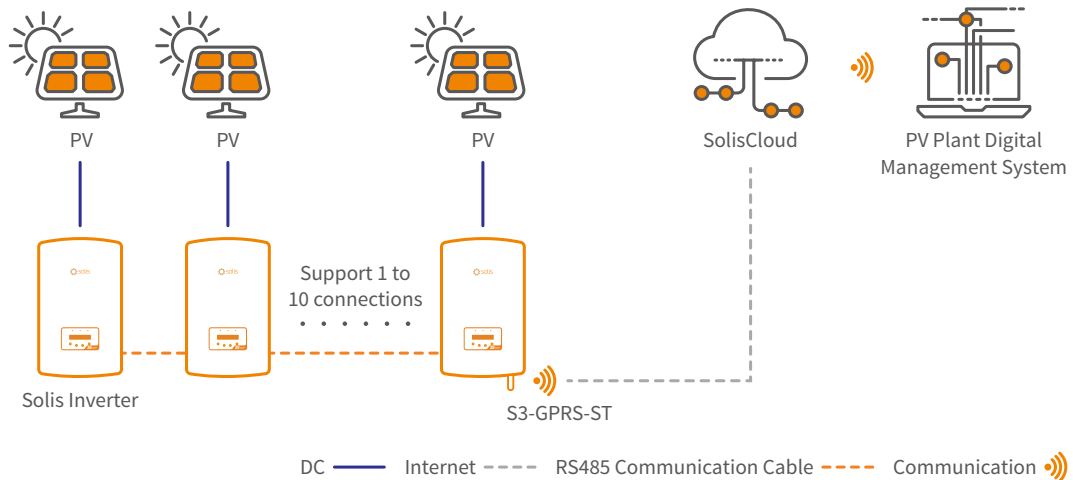 PV
PV
PV
SolisCloud
PV Plant Digital
Management System
solis
solis
solis
Support 1 to
10 connections
Solis Inverter
S3-GPRS-ST
DC
Internet
RS485 Communication Cable
Communication